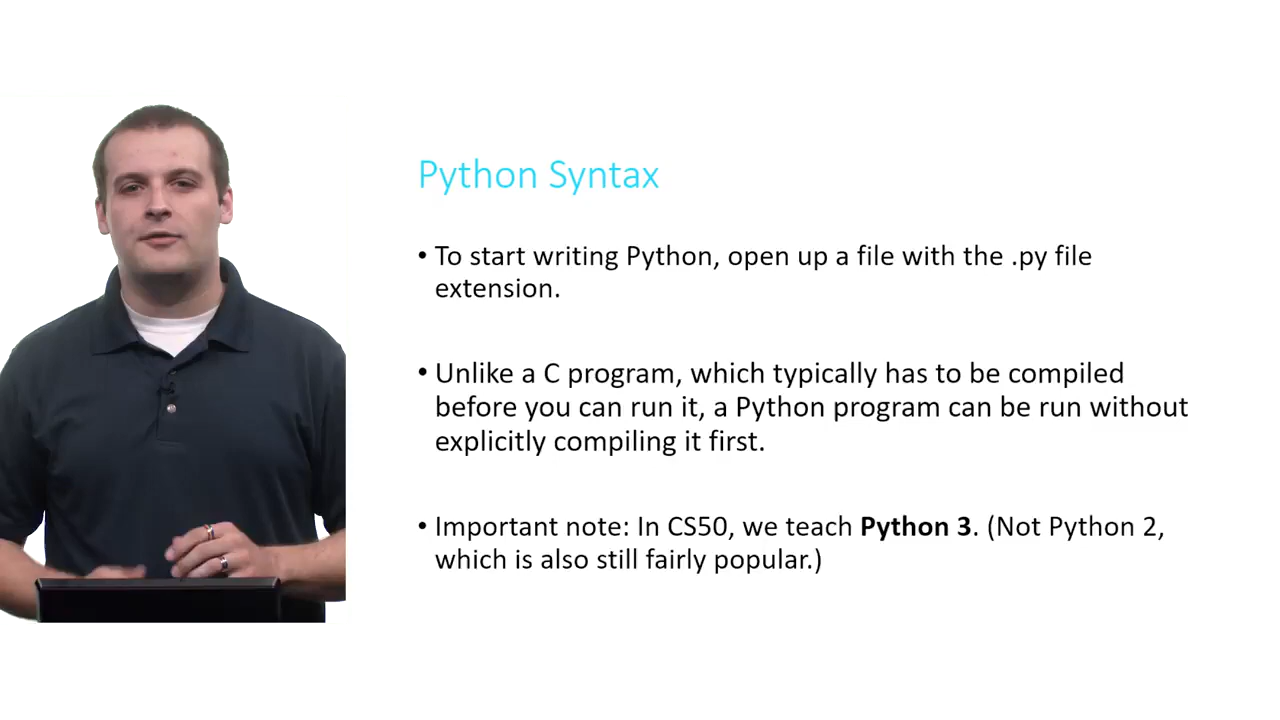 Python Syntax
• To start writing Python, open up a file with the .py file
extension.
• Unlike a C program, which typically has to be compiled
before you can run it, a Python program can be run without
explicitly compiling it first.
• Important note: In CS50, we teach Python 3. (Not Python 2,
which is also still fairly popular.)